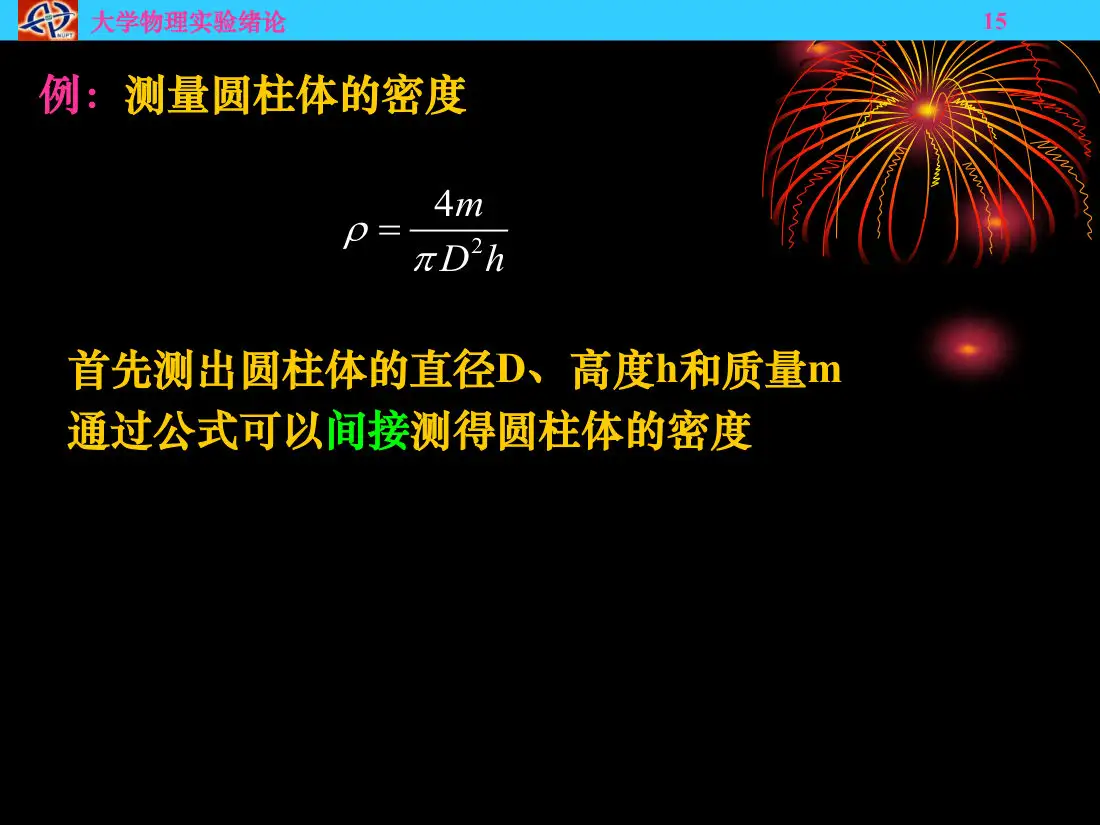 大学物理实验绪论
15
例：测量圆柱体的密度
ρ = 4m / πD²h
首先测出圆柱体的直径D、高度h和质量m
通过公式可以间接测得圆柱体的密度
NUPT